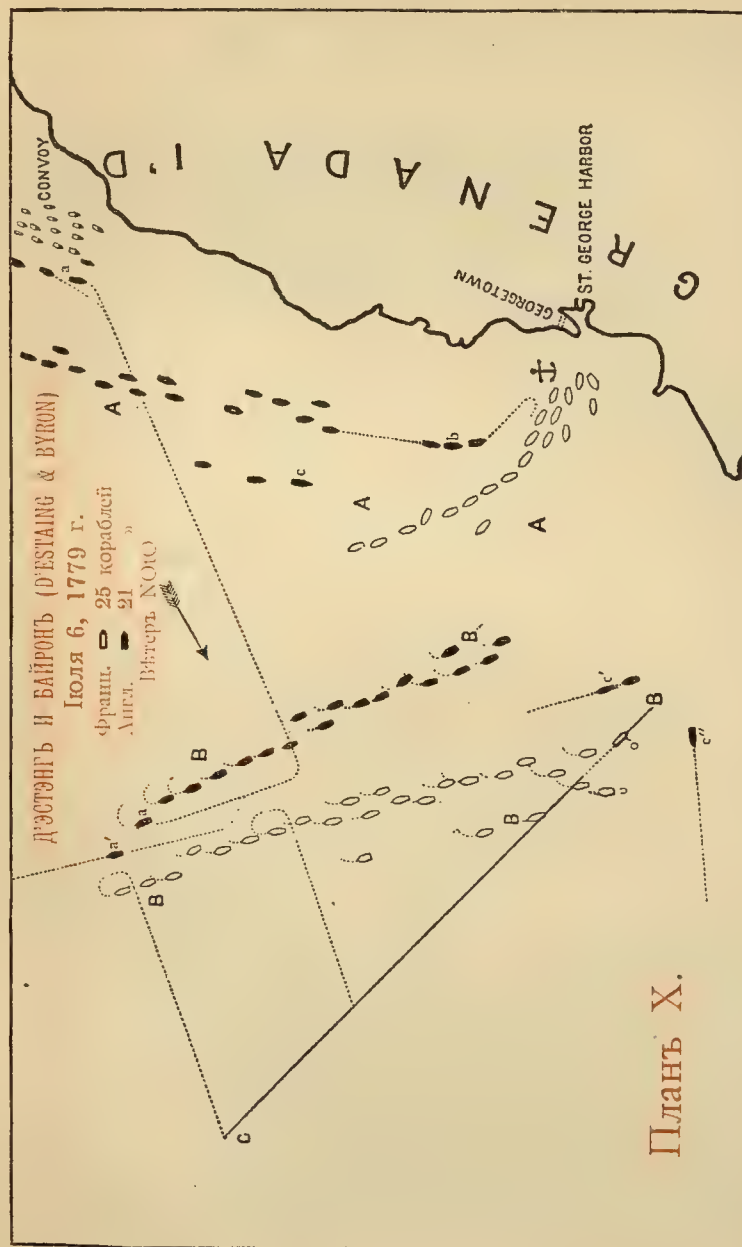 Д'ЭСТЭНГЪ И БАЙРОНЪ (D'ESTAING & BYRON)
Іюля 6, 1779 г.
Франц. 25 кораблей
Англ. 21 "
Вѣтеръ
CONVOY
GRENADA I'D
GEORGETOWN
ST. GEORGE HARBOR
a
A
c
b
A
A
B
a
a'
B
B
B
B
c'
c"
C
Планъ X.